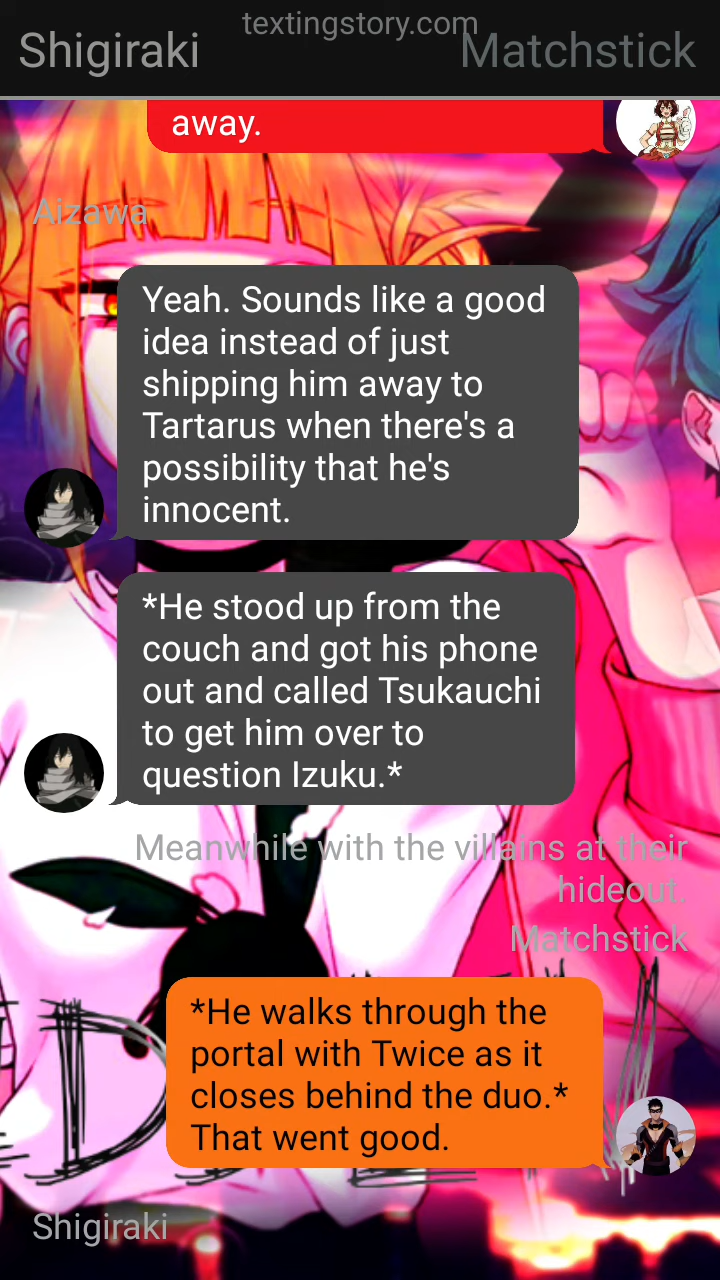 textingstory.com
Shigiraki
Matchstick
away.
Aizawa
Yeah. Sounds like a good
idea instead of just
shipping him away to
Tartarus when there's a
possibility that he's
innocent.
*He stood up from the
couch and got his phone
out and called Tsukauchi
to get him over to
question Izuku.*
Meanwhile with the villains at their
hideout.
Matchstick
*He walks through the
portal with Twice as it
closes behind the duo.*
That went good.
Shigiraki